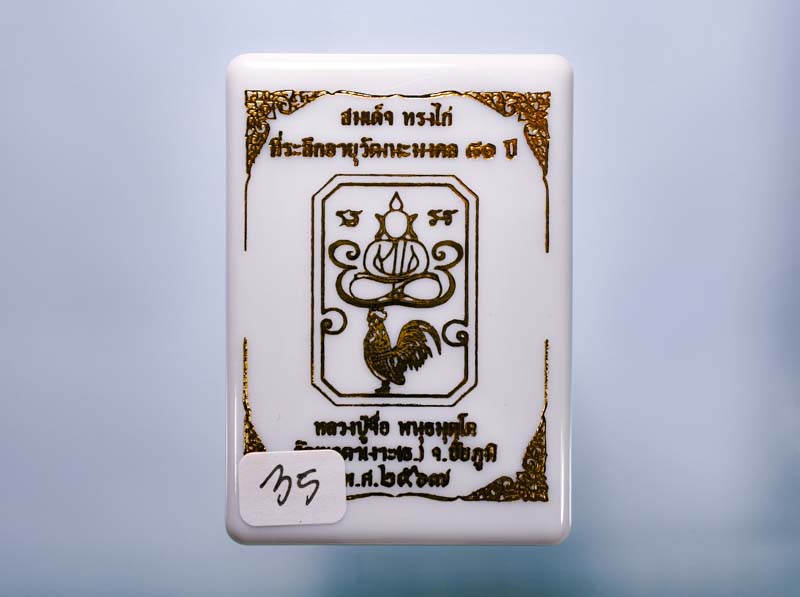 สมเด็จ ทรงไก่
ที่ระลึกอายุวัฒนะมงคล ๘๑ ปี
หลวงปู่จื่อ พนฺธมุตฺโต
จ.ชัยภูมิ
พ.ศ.๒๕๖๗
35